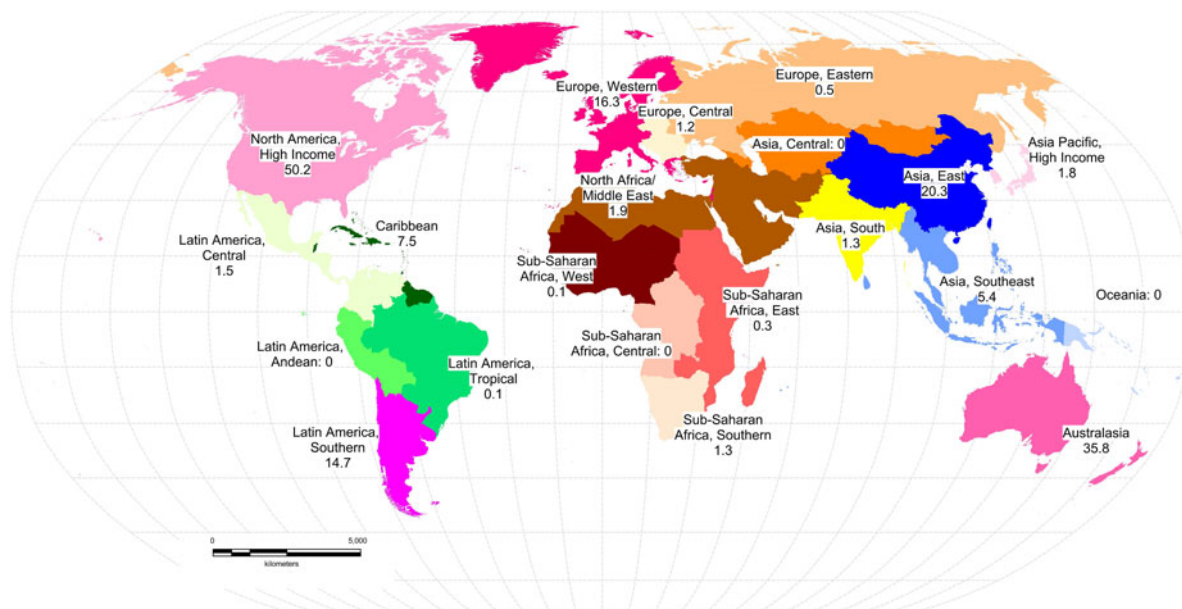 Europe, Eastern
0.5
Europe, Western
16.3
Europe, Central
1.2
North America,
High Income
50.2
Asia, Central: 0
Asia Pacific,
High Income
1.8
Asia, East
20.3
North Africa/
Middle East
1.9
Caribbean
7.5
Latin America,
Central
1.5
Asia, South
1.3
Sub-Saharan
Africa, West
0.1
Asia, Southeast
5.4
Oceania: 0
Sub-Saharan
Africa, East
0.3
Sub-Saharan
Africa, Central: 0
Latin America,
Andean: 0
Latin America,
Tropical
0.1
Sub-Saharan
Africa, Southern
1.3
Latin America,
Southern
14.7
Australasia
35.8
0 5,000
kilometers